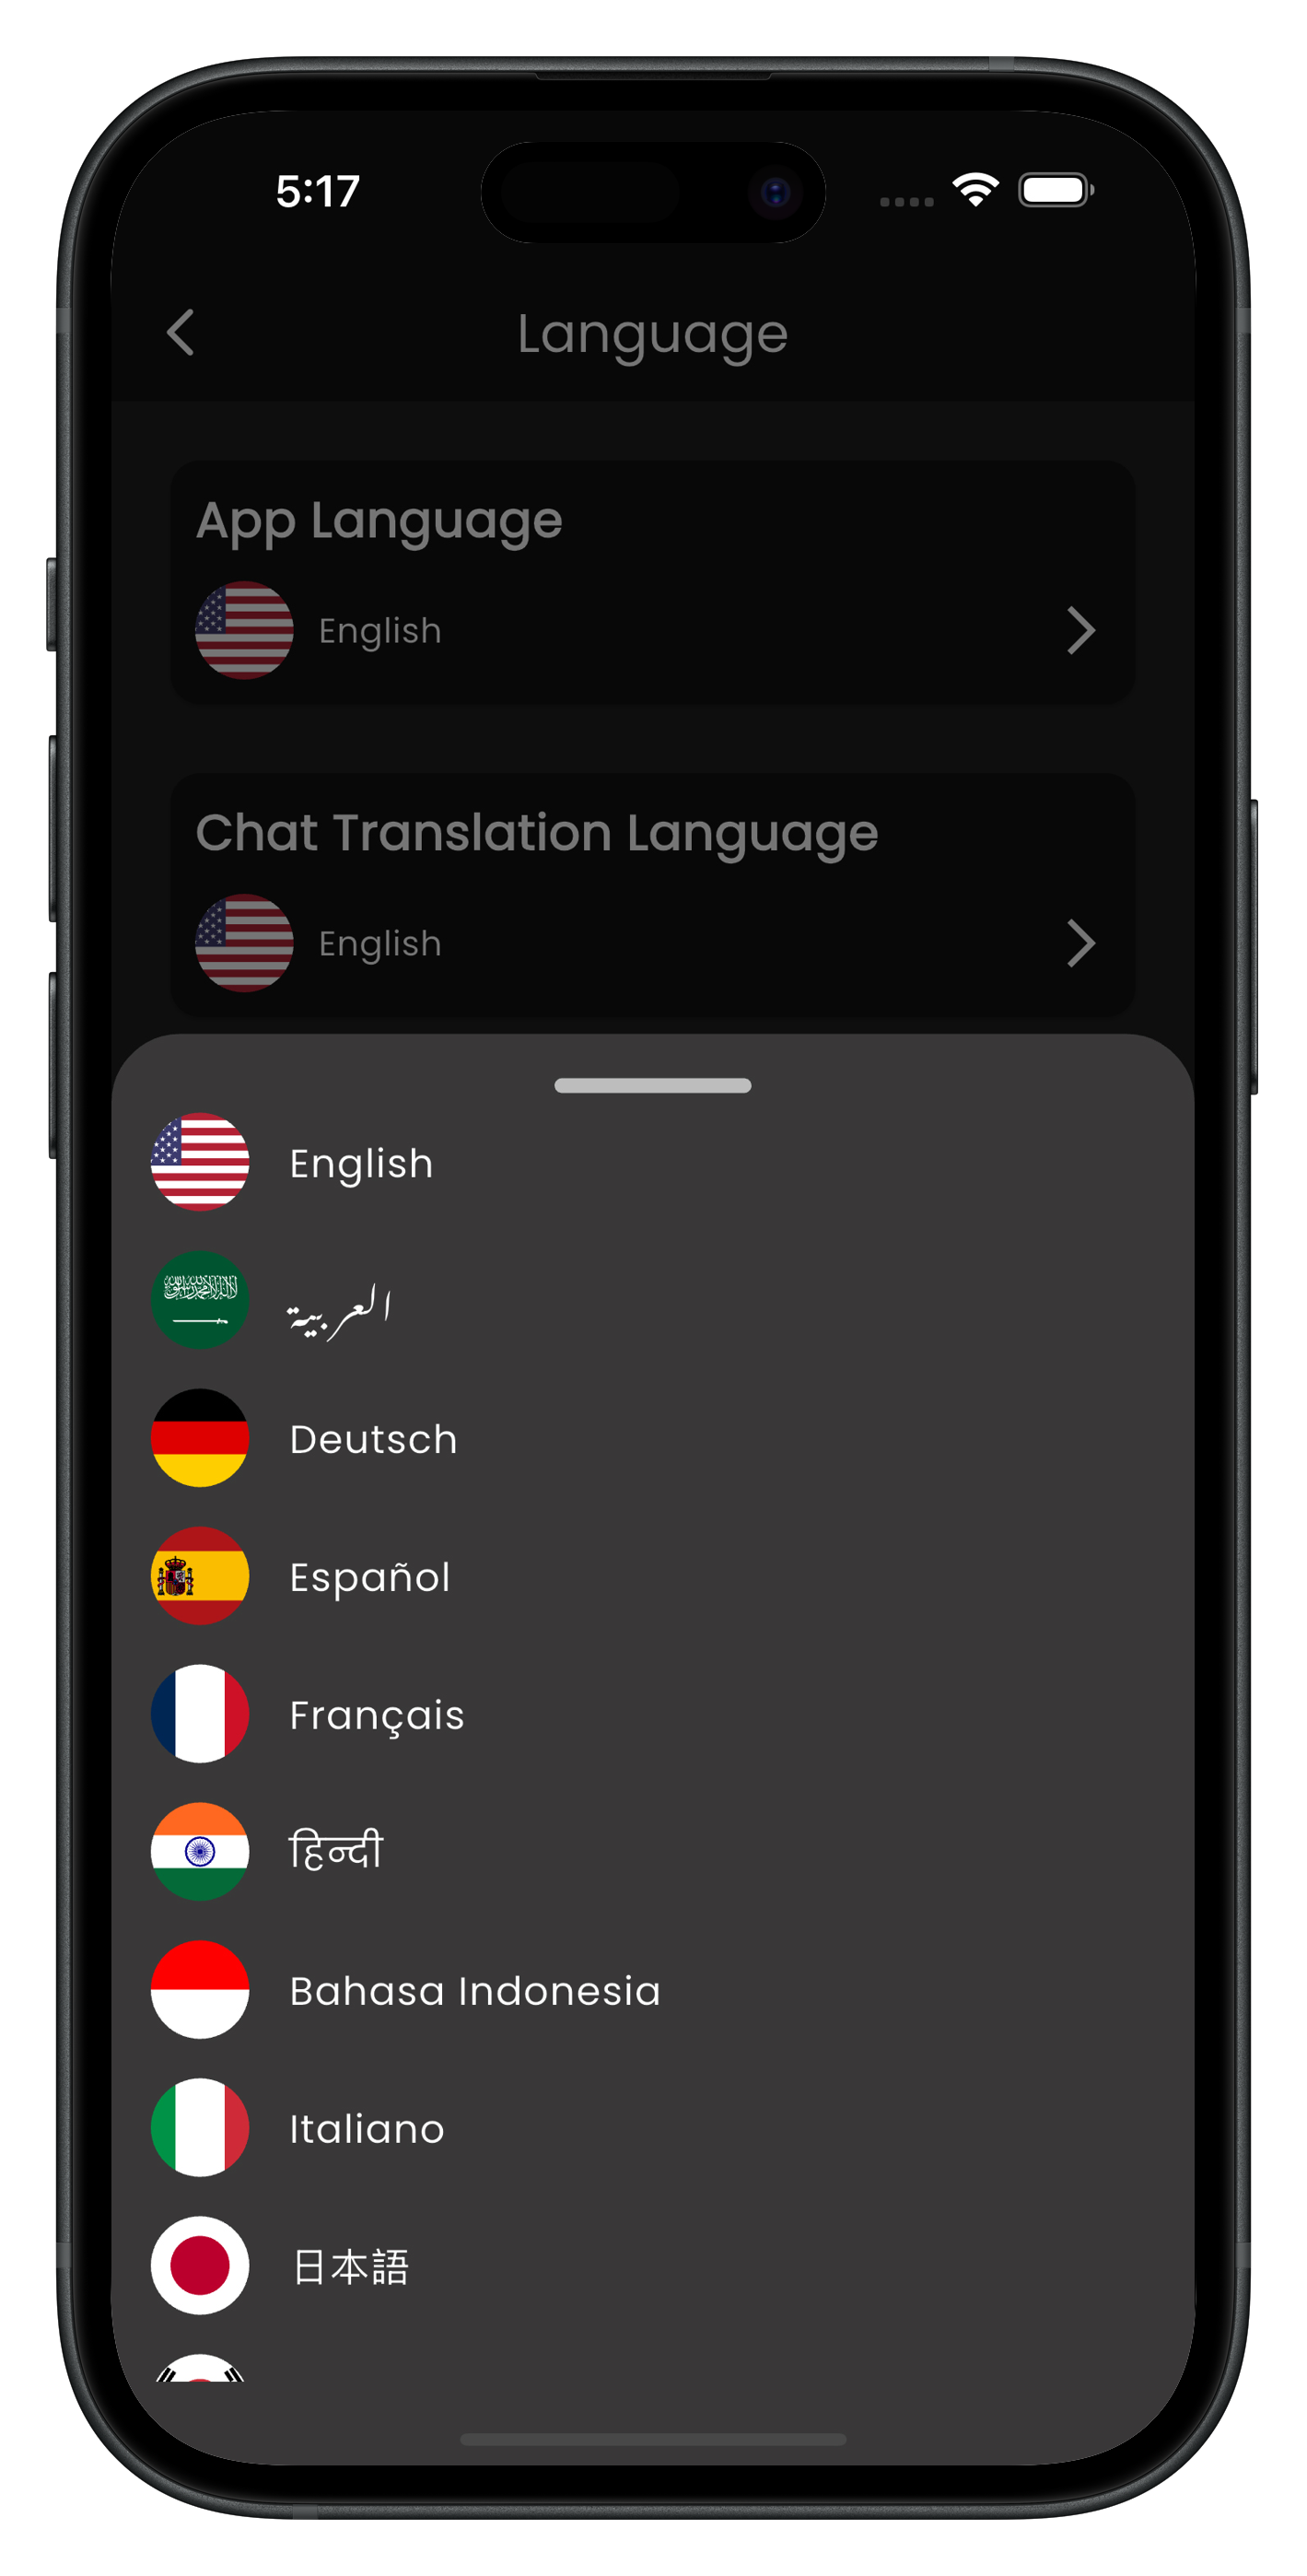 5:17
Language
App Language
English
Chat Translation Language
English
English
العربية
Deutsch
Español
Français
हिन्दी
Bahasa Indonesia
Italiano
日本語